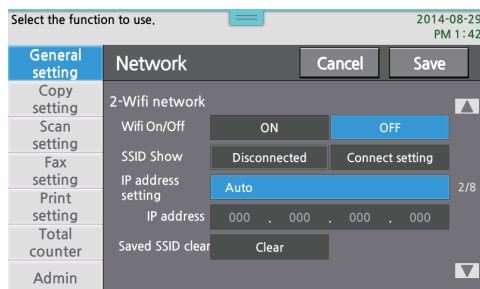 Select the function to use.
2014-08-29
PM 1:42
General setting
Copy setting
Scan setting
Fax setting
Print setting
Total counter
Admin
Network
Cancel
Save
2-Wifi network
Wifi On/Off
ON
OFF
SSID Show
Disconnected
Connect setting
IP address setting
Auto
2/8
IP address
000 . 000 . 000 . 000
Saved SSID clear
Clear